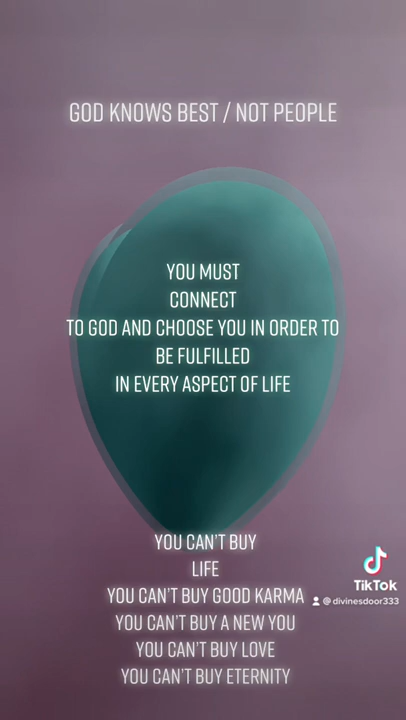 GOD KNOWS BEST / NOT PEOPLE
YOU MUST
CONNECT
TO GOD AND CHOOSE YOU IN ORDER TO
BE FULFILLED
IN EVERY ASPECT OF LIFE
YOU CAN'T BUY
LIFE
YOU CAN'T BUY GOOD KARMA
YOU CAN'T BUY A NEW YOU
YOU CAN'T BUY LOVE
YOU CAN'T BUY ETERNITY
TikTok
@divinesdoor333